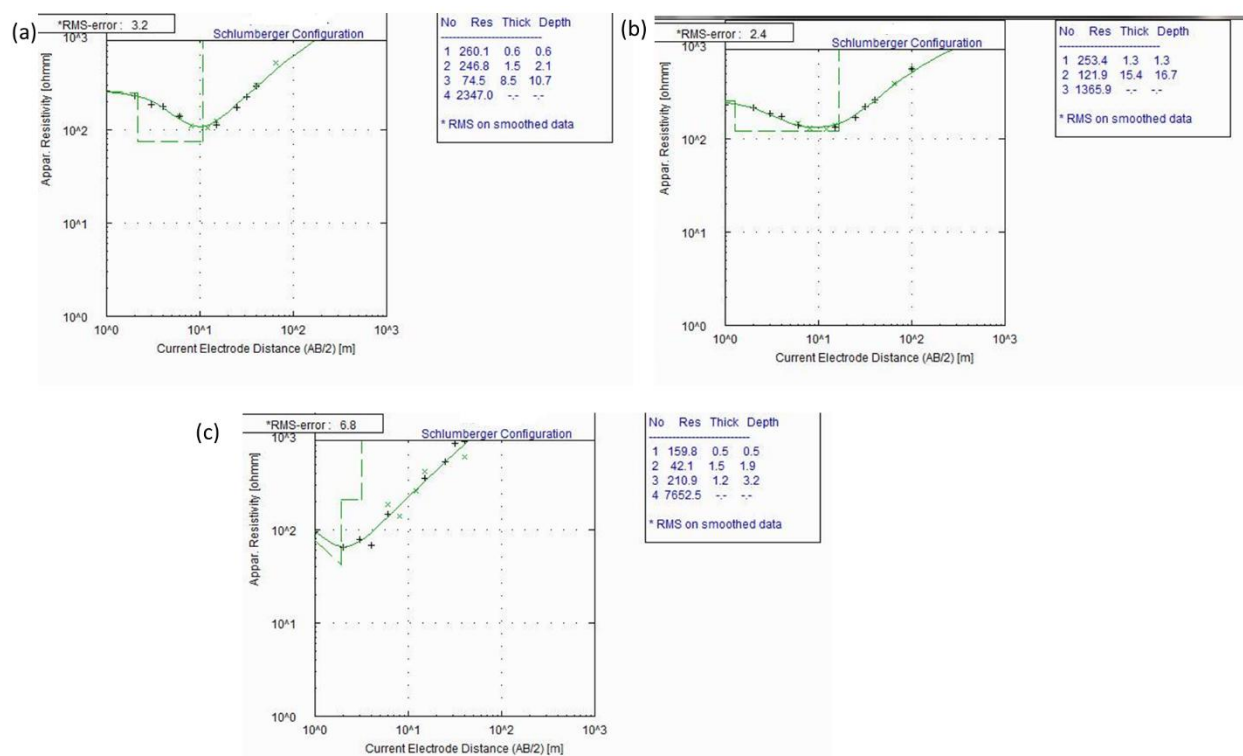 (a)
*RMS-error : 3.2
Schlumberger Configuration
10^3
10^2
10^1
10^0
Appar. Resistivity [ohmm]
10^0 10^1 10^2 10^3
Current Electrode Distance (AB/2) [m]
No Res Thick Depth
1 260.1 0.6 0.6
2 246.8 1.5 2.1
3 74.5 8.5 10.7
4 2347.0 -.- -.-
* RMS on smoothed data
(b)
*RMS-error : 2.4
Schlumberger Configuration
10^3
10^2
10^1
10^0
Appar. Resistivity [ohmm]
10^0 10^1 10^2 10^3
Current Electrode Distance (AB/2) [m]
No Res Thick Depth
1 253.4 1.3 1.3
2 121.9 15.4 16.7
3 1365.9 -.- -.-
* RMS on smoothed data
(c)
*RMS-error : 6.8
Schlumberger Configuration
10^3
10^2
10^1
10^0
Appar. Resistivity [ohmm]
10^0 10^1 10^2 10^3
Current Electrode Distance (AB/2) [m]
No Res Thick Depth
1 159.8 0.5 0.5
2 42.1 1.5 1.9
3 210.9 1.2 3.2
4 7652.5 -.- -.-
* RMS on smoothed data